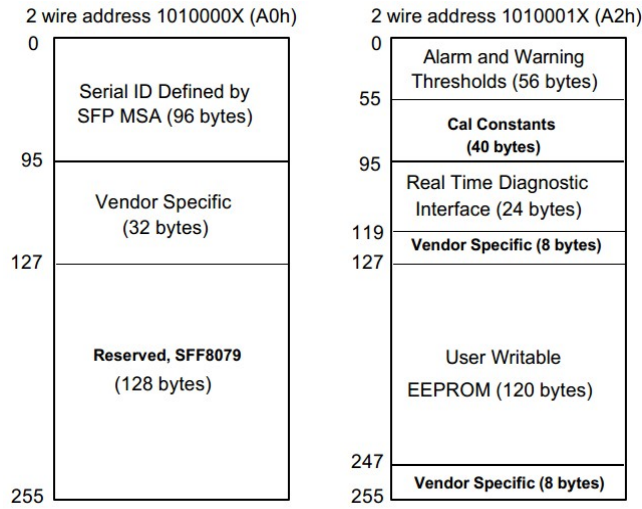 2 wire address 1010000X (A0h)
0
Serial ID Defined by
SFP MSA (96 bytes)
95
Vendor Specific
(32 bytes)
127
Reserved, SFF8079
(128 bytes)
255
2 wire address 1010001X (A2h)
0
Alarm and Warning
Thresholds (56 bytes)
55
Cal Constants
(40 bytes)
95
Real Time Diagnostic
Interface (24 bytes)
119
Vendor Specific (8 bytes)
127
User Writable
EEPROM (120 bytes)
247
Vendor Specific (8 bytes)
255